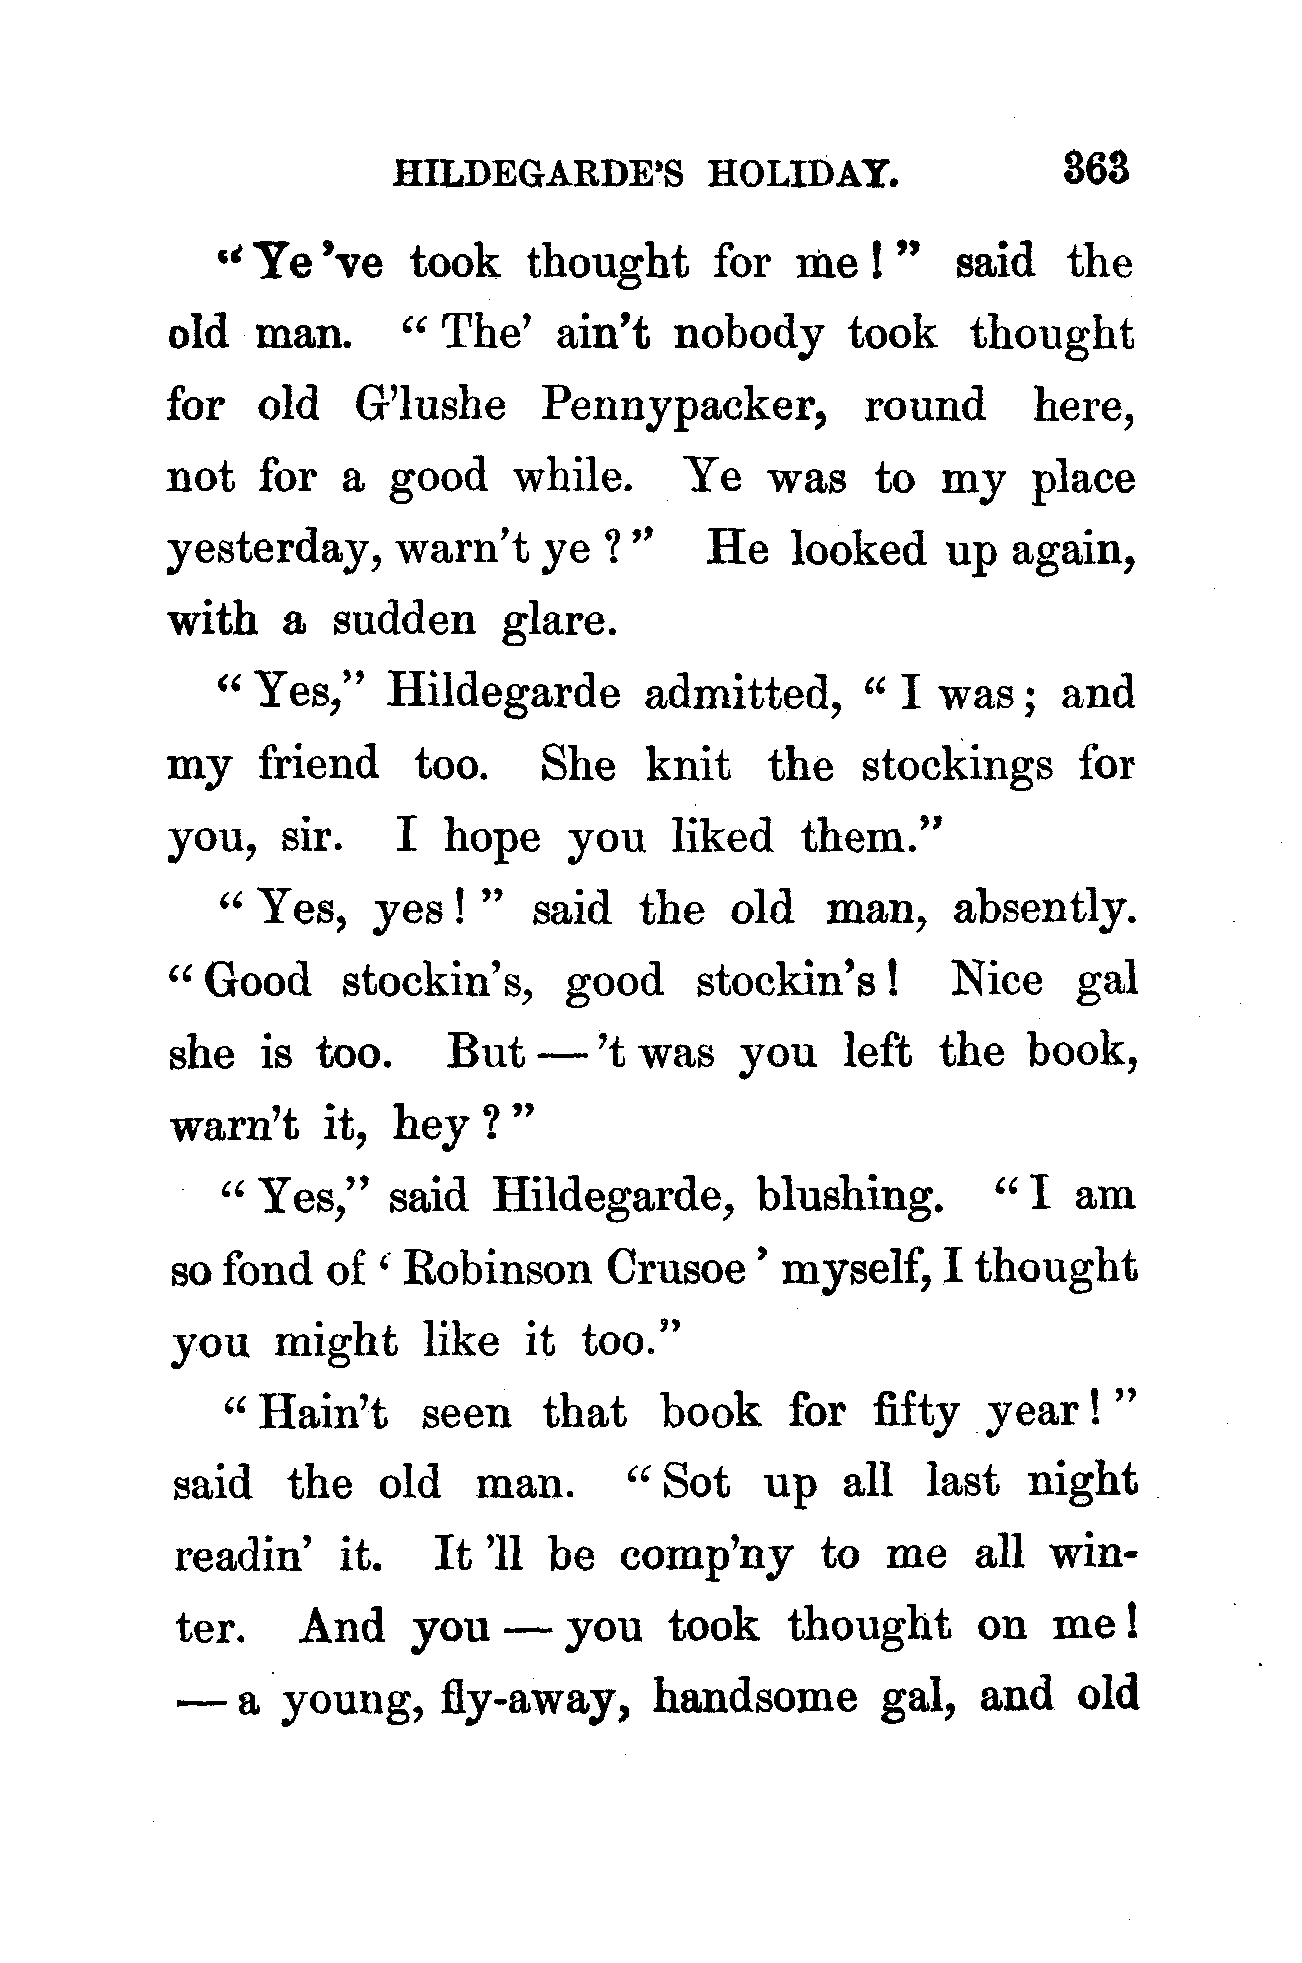 HILDEGARDE'S HOLIDAY. 363
"Ye 've took thought for me!" said the
old man. "The' ain't nobody took thought
for old G'lushe Pennypacker, round here,
not for a good while. Ye was to my place
yesterday, warn't ye?" He looked up again,
with a sudden glare.
"Yes," Hildegarde admitted, "I was; and
my friend too. She knit the stockings for
you, sir. I hope you liked them."
"Yes, yes!" said the old man, absently.
"Good stockin's, good stockin's! Nice gal
she is too. But — 't was you left the book,
warn't it, hey?"
"Yes," said Hildegarde, blushing. "I am
so fond of 'Robinson Crusoe' myself, I thought
you might like it too."
"Hain't seen that book for fifty year!"
said the old man. "Sot up all last night
readin' it. It 'll be comp'ny to me all win-
ter. And you — you took thought on me!
— a young, fly-away, handsome gal, and old